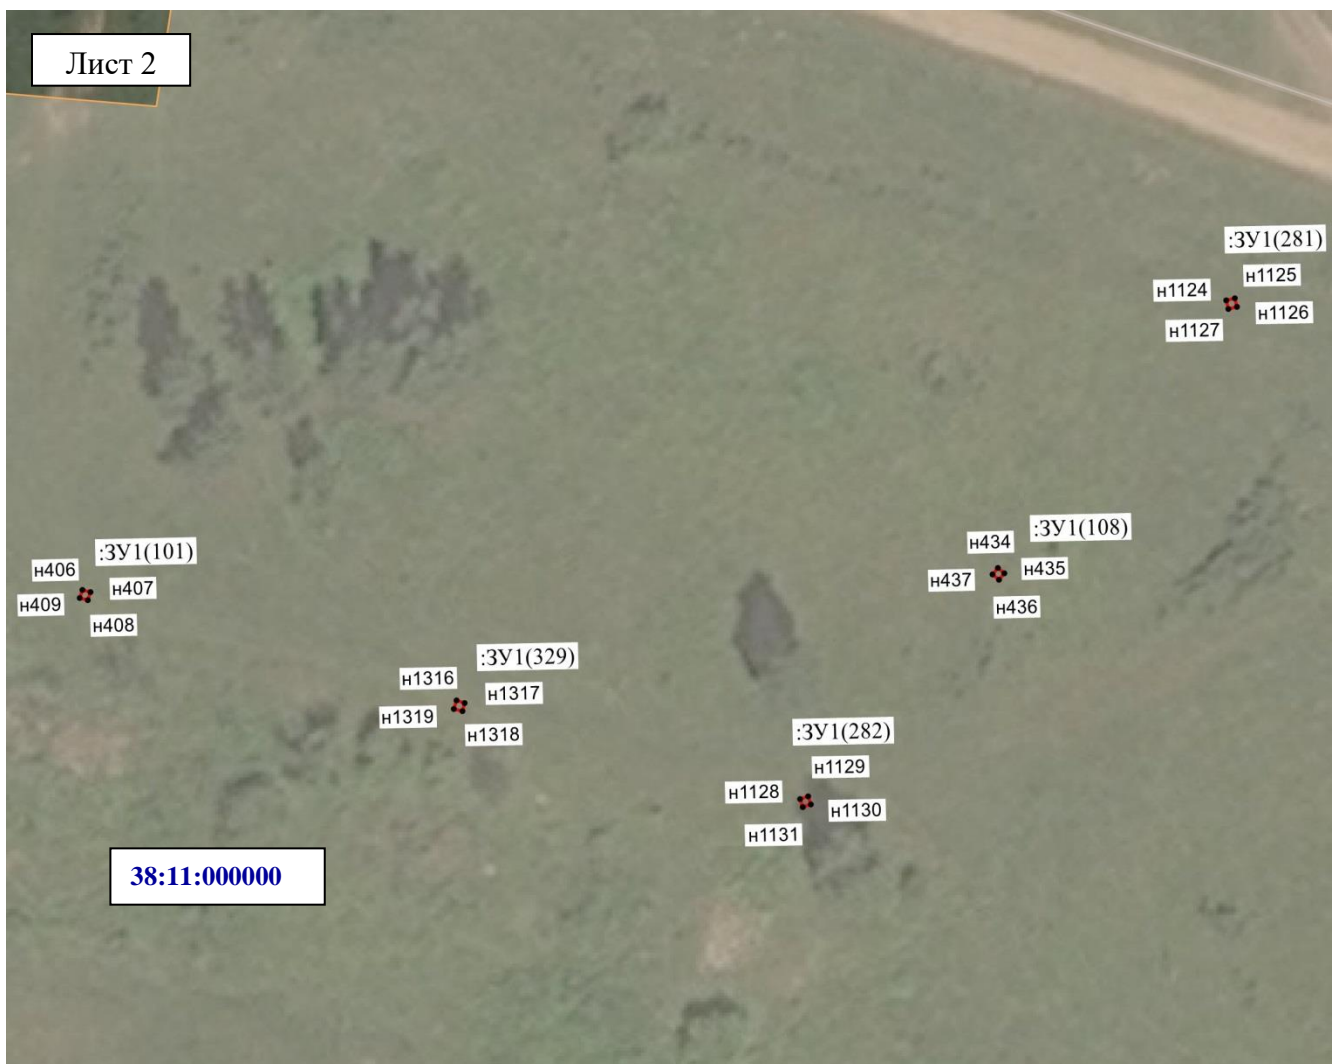 Лист 2
:ЗУ1(281)
н1125
н1124
н1126
н1127
:ЗУ1(108)
н434
н435
н437
н436
:ЗУ1(101)
н406
н407
н409
н408
:ЗУ1(329)
н1316
н1317
н1319
н1318
:ЗУ1(282)
н1129
н1128
н1130
н1131
38:11:000000